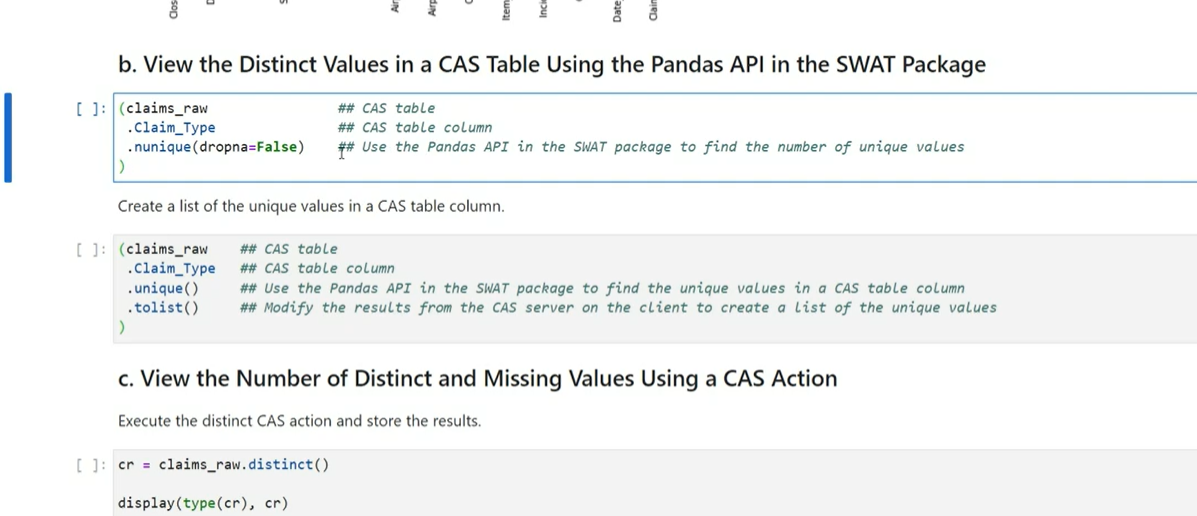 b. View the Distinct Values in a CAS Table Using the Pandas API in the SWAT Package
[ ]: (claims_raw ## CAS table
.Claim_Type ## CAS table column
.nunique(dropna=False) ## Use the Pandas API in the SWAT package to find the number of unique values
)
Create a list of the unique values in a CAS table column.
[ ]: (claims_raw ## CAS table
.Claim_Type ## CAS table column
.unique() ## Use the Pandas API in the SWAT package to find the unique values in a CAS table column
.tolist() ## Modify the results from the CAS server on the client to create a list of the unique values
)
c. View the Number of Distinct and Missing Values Using a CAS Action
Execute the distinct CAS action and store the results.
[ ]: cr = claims_raw.distinct()
display(type(cr), cr)